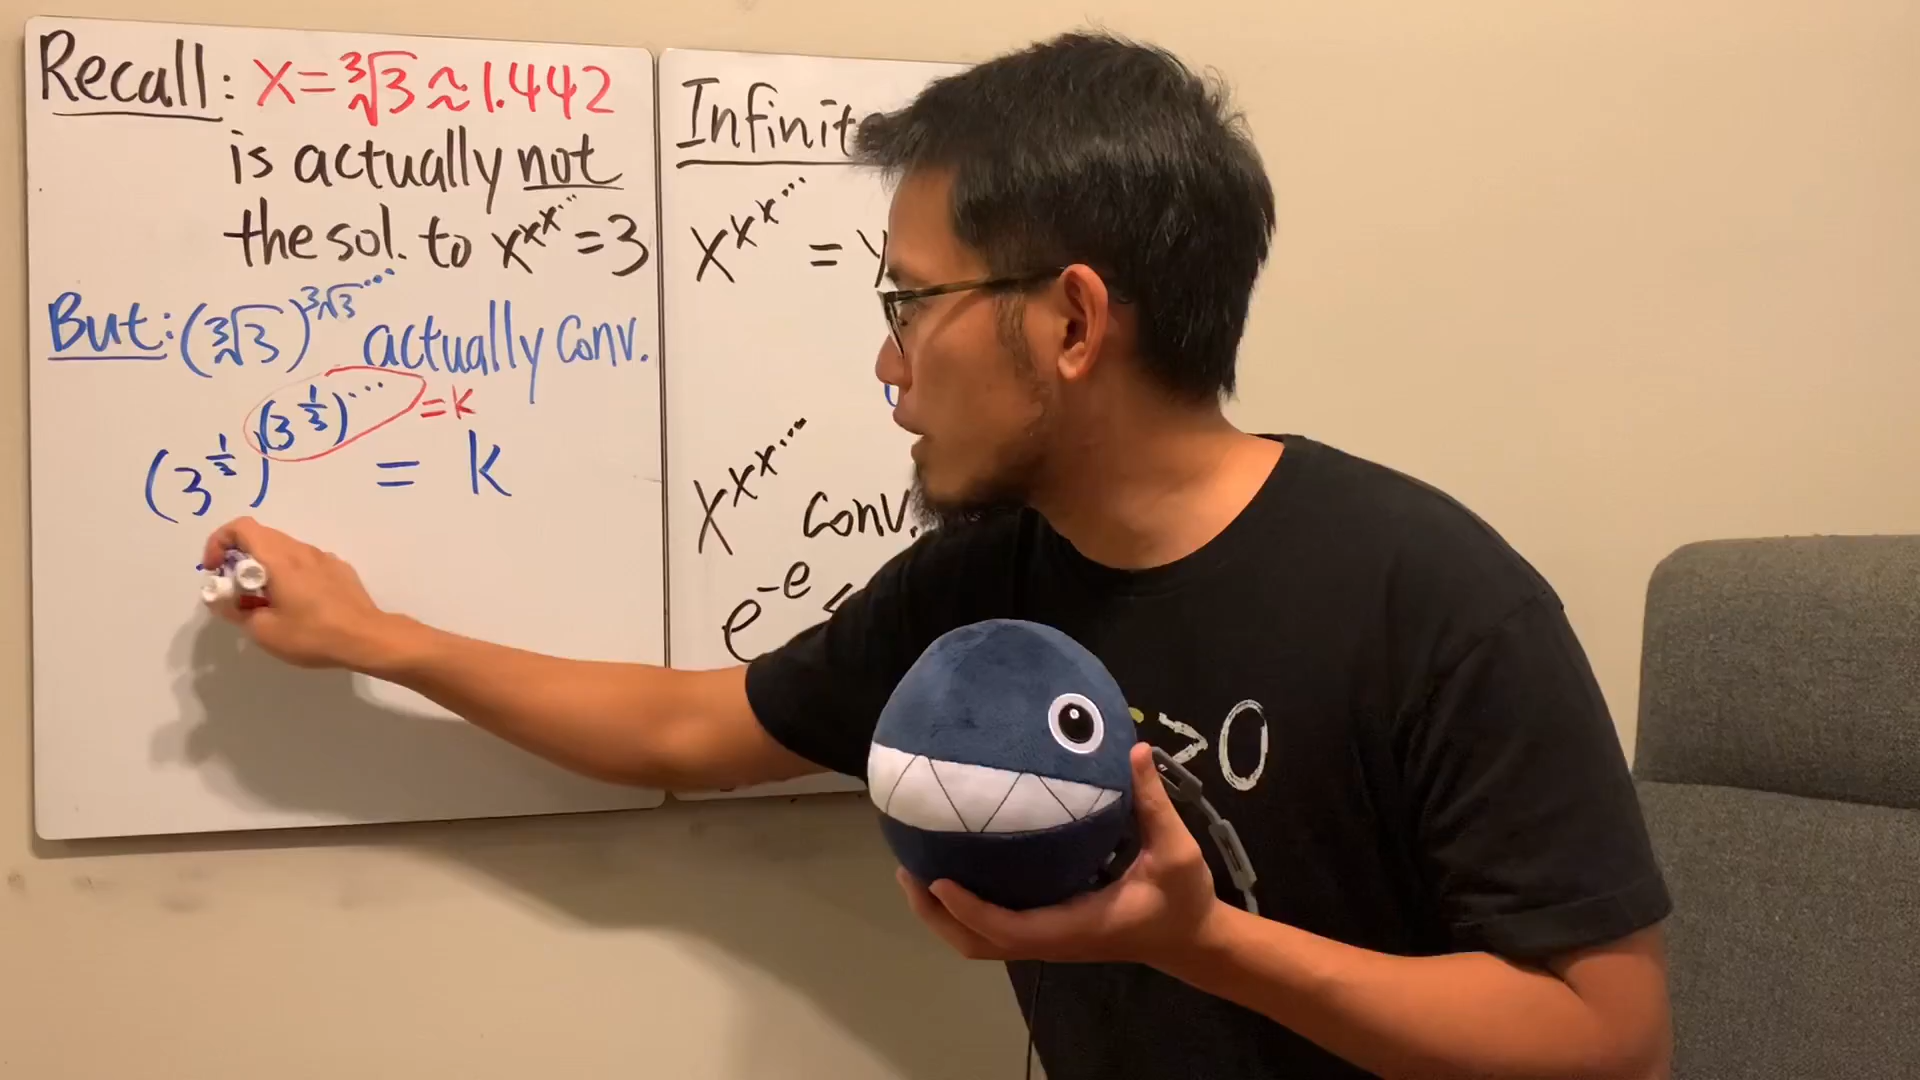 Recall: x = ∛3 ≈ 1.442
is actually not
the sol. to x^x^x^⋯ = 3
But: (∛3)^∛3^⋯ actually conv.
(3^(1/3))^(3^(1/3))^⋯ = k
= k
x^x^x^⋯ =
x^x^x^⋯ conv.
e^-e
>0